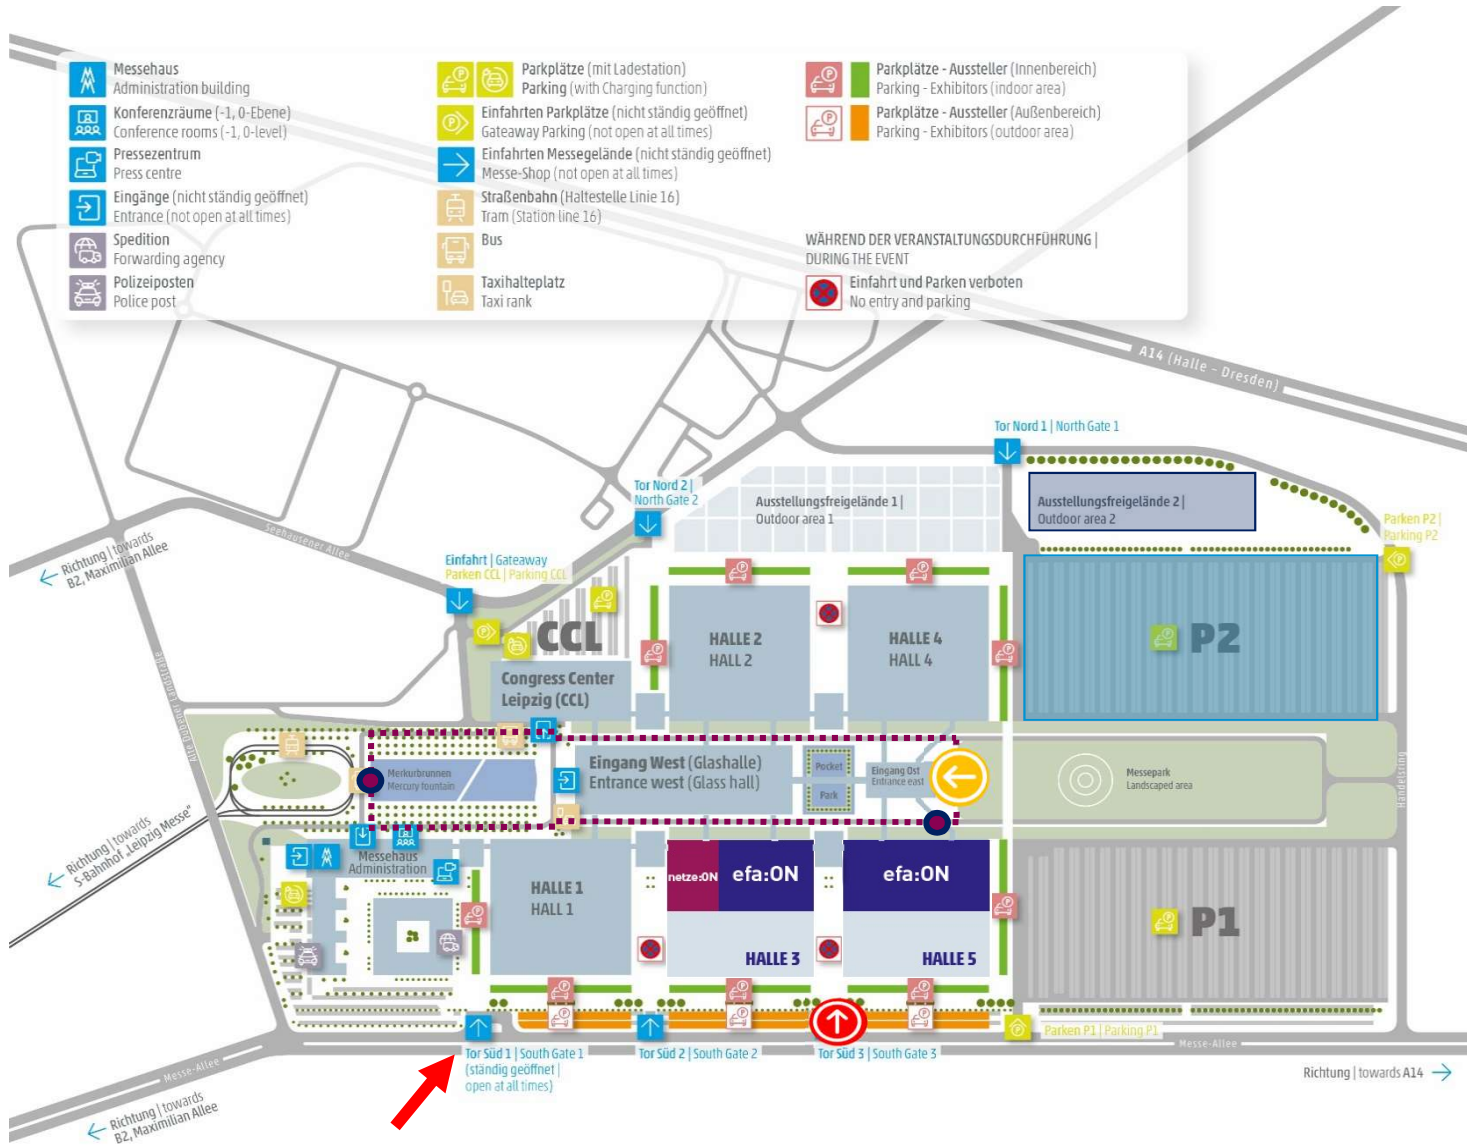 Messehaus
Administration building
Konferenzräume (-1, 0-Ebene)
Conference rooms (-1, 0-level)
Pressezentrum
Press centre
Eingänge (nicht ständig geöffnet)
Entrance (not open at all times)
Spedition
Forwarding agency
Polizeiposten
Police post
Parkplätze (mit Ladestation)
Parking (with Charging function)
Einfahrten Parkplätze (nicht ständig geöffnet)
Gateaway Parking (not open at all times)
Einfahrten Messegelände (nicht ständig geöffnet)
Messe-Shop (not open at all times)
Straßenbahn (Haltestelle Linie 16)
Tram (Station line 16)
Bus
Taxihalteplatz
Taxi rank
Parkplätze - Aussteller (Innenbereich)
Parking - Exhibitors (indoor area)
Parkplätze - Aussteller (Außenbereich)
Parking - Exhibitors (outdoor area)
WÄHREND DER VERANSTALTUNGSDURCHFÜHRUNG |
DURING THE EVENT
Einfahrt und Parken verboten
No entry and parking
A14 (Halle - Dresden)
Tor Nord 1 | North Gate 1
Tor Nord 2 |
North Gate 2
Ausstellungsfreigelände 1 |
Outdoor area 1
Ausstellungsfreigelände 2 |
Outdoor area 2
Parken P2 |
Parking P2
Seehausener Allee
Richtung | towards
B2, Maximilian Allee
Einfahrt | Gateaway
Parken CCL | Parking CCL
CCL
HALLE 2
HALL 2
HALLE 4
HALL 4
P2
Congress Center
Leipzig (CCL)
Alte Dübener Landstraße
Merkurbrunnen
Mercury fountain
Eingang West (Glashalle)
Entrance west (Glass hall)
Pocket
Park
Eingang Ost
Entrance east
Messepark
Landscaped area
Handelsring
Richtung | towards
S-Bahnhof „Leipzig Messe“
Messehaus
Administration
HALLE 1
HALL 1
netze:ON
efa:ON
efa:ON
HALLE 3
HALLE 5
P1
Parken P1 | Parking P1
Messe-Allee
Tor Süd 1 | South Gate 1
(ständig geöffnet |
open at all times)
Tor Süd 2 | South Gate 2
Tor Süd 3 | South Gate 3
Richtung | towards A14
Messe-Allee
Richtung | towards
B2, Maximilian Allee